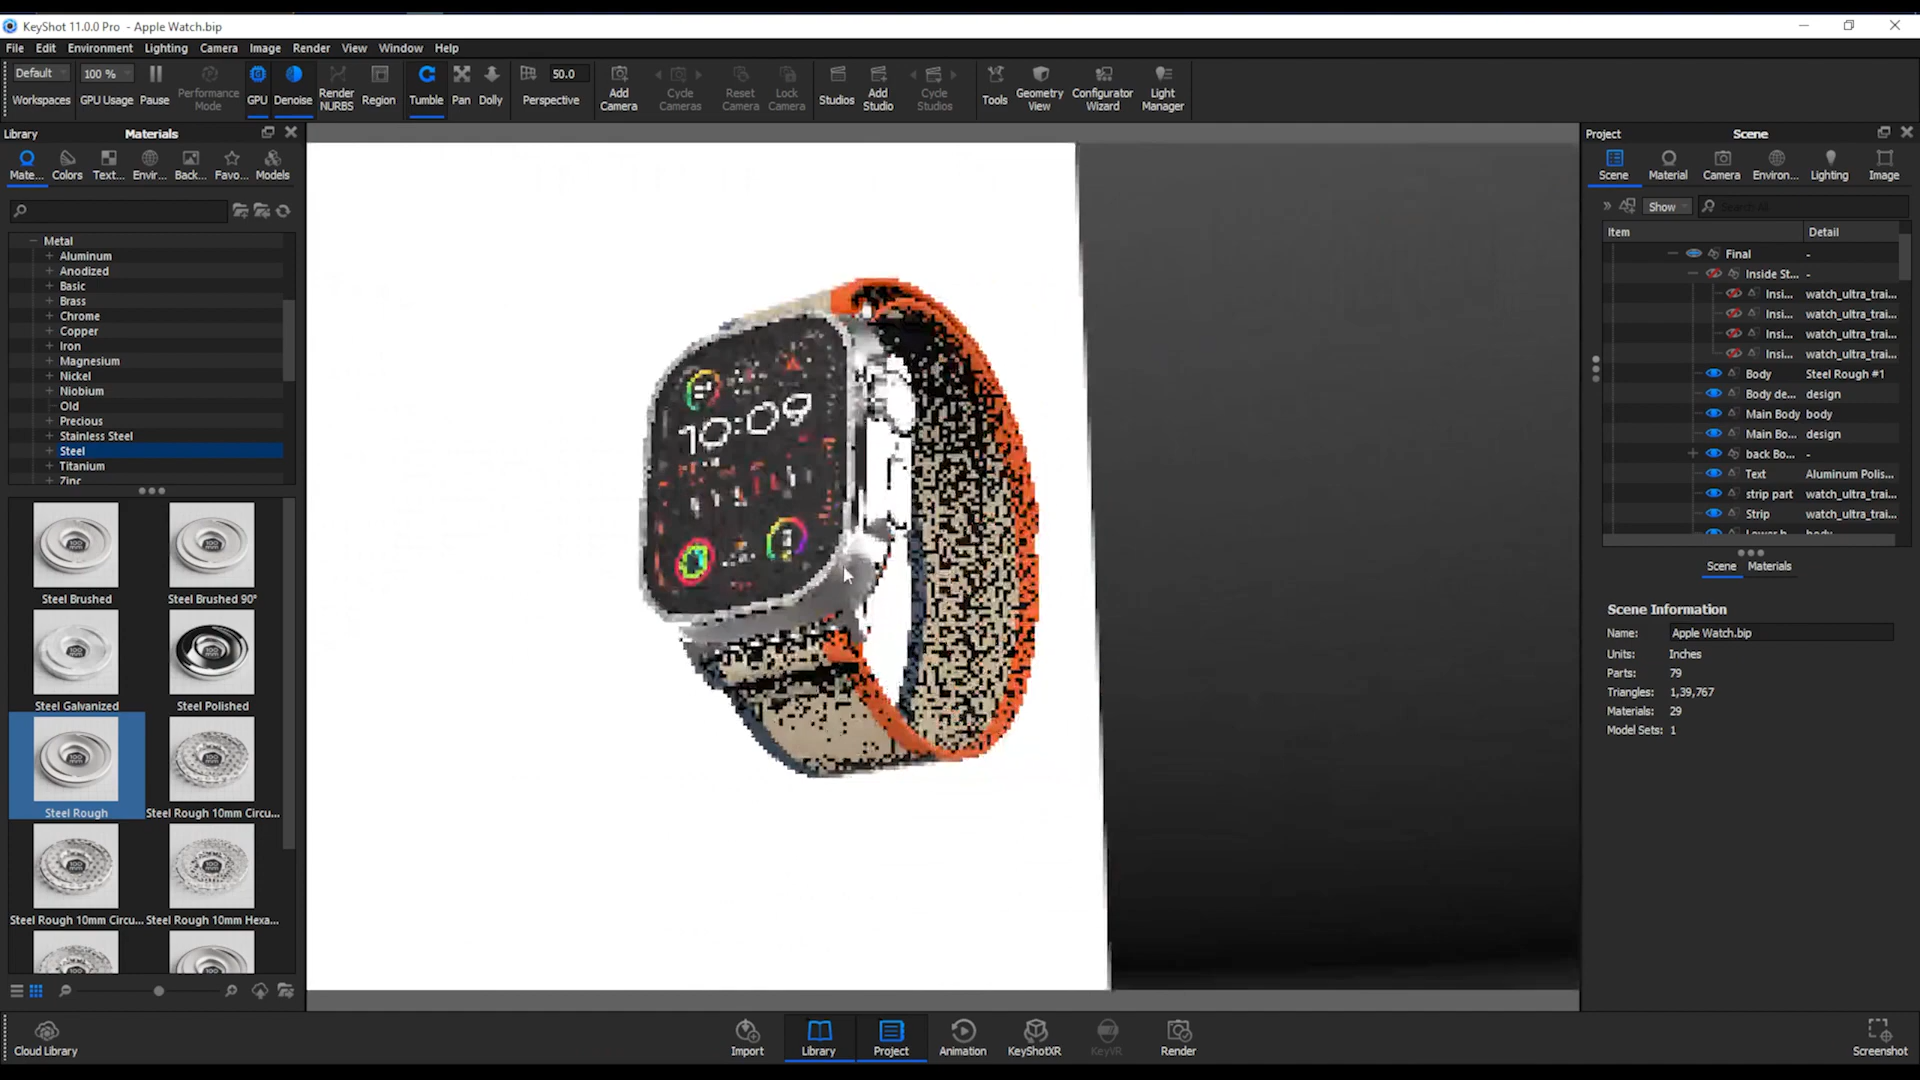 KeyShot 11.0.0 Pro - Apple Watch.bip
File Edit Environment Lighting Camera Image Render View Window Help
Default 100 % 50.0
Workspaces GPU Usage Pause Performance Mode GPU Denoise Render NURBS Region Tumble Pan Dolly Perspective Add Camera Cycle Cameras Reset Camera Lock Camera Studios Add Studio Cycle Studios Tools Geometry View Configurator Wizard Light Manager
Library Materials
Mate... Colors Text... Envir... Back... Favo... Models
Metal
Aluminum
Anodized
Basic
Brass
Chrome
Copper
Iron
Magnesium
Nickel
Niobium
Old
Precious
Stainless Steel
Steel
Titanium
Zinc
Steel Brushed Steel Brushed 90°
Steel Galvanized Steel Polished
Steel Rough Steel Rough 10mm Circu...
Steel Rough 10mm Circu... Steel Rough 10mm Hexa...
10:09
Project Scene
Scene Material Camera Environ... Lighting Image
Show Search All
Item Detail
Final -
Inside St... -
Insi... watch_ultra_trai...
Insi... watch_ultra_trai...
Insi... watch_ultra_trai...
Insi... watch_ultra_trai...
Body Steel Rough #1
Body de... design
Main Body body
Main Bo... design
back Bo... -
Text Aluminum Polis...
strip part watch_ultra_trai...
Strip watch_ultra_trai...
Scene Materials
Scene Information
Name: Apple Watch.bip
Units: Inches
Parts: 79
Triangles: 1,39,767
Materials: 29
Model Sets: 1
Cloud Library Import Library Project Animation KeyShotXR KeyVR Render Screenshot